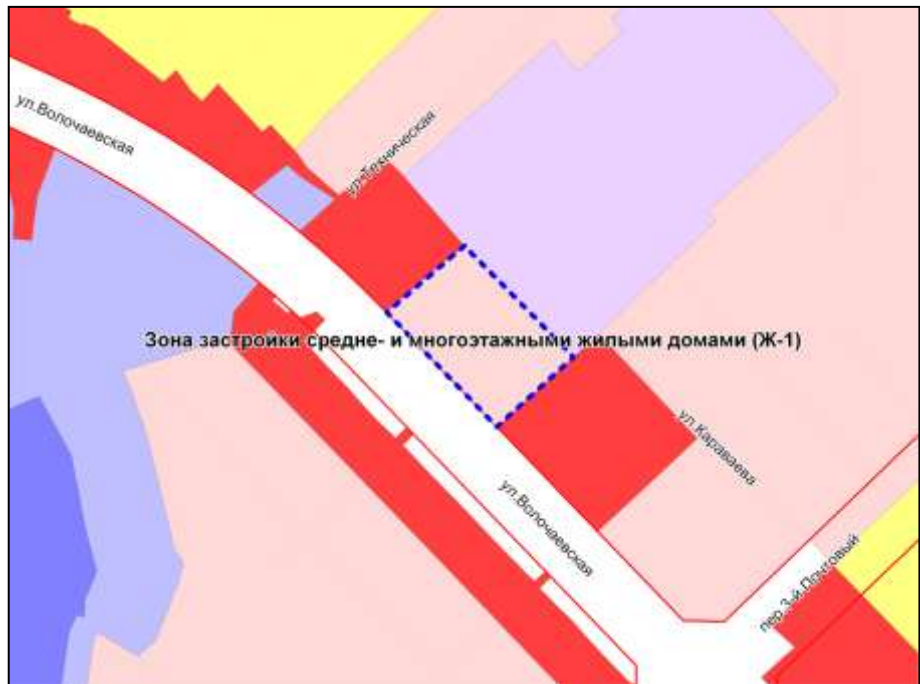 ул.Волочаевская
ул.Техническая
Зона застройки средне- и многоэтажными жилыми домами (Ж-1)
ул.Караваева
ул.Волочаевская
пер.3-й Почтовый